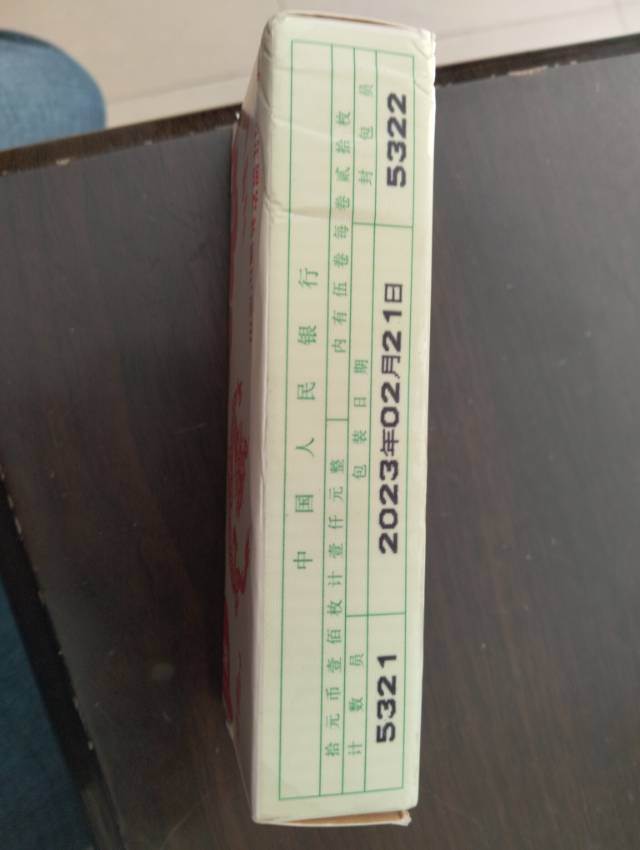 中国人民银行
拾元币壹佰枚计壹仟元整 内有伍卷每卷贰拾枚
计数员 包装日期 封包员
5321 2023年02月21日 5322